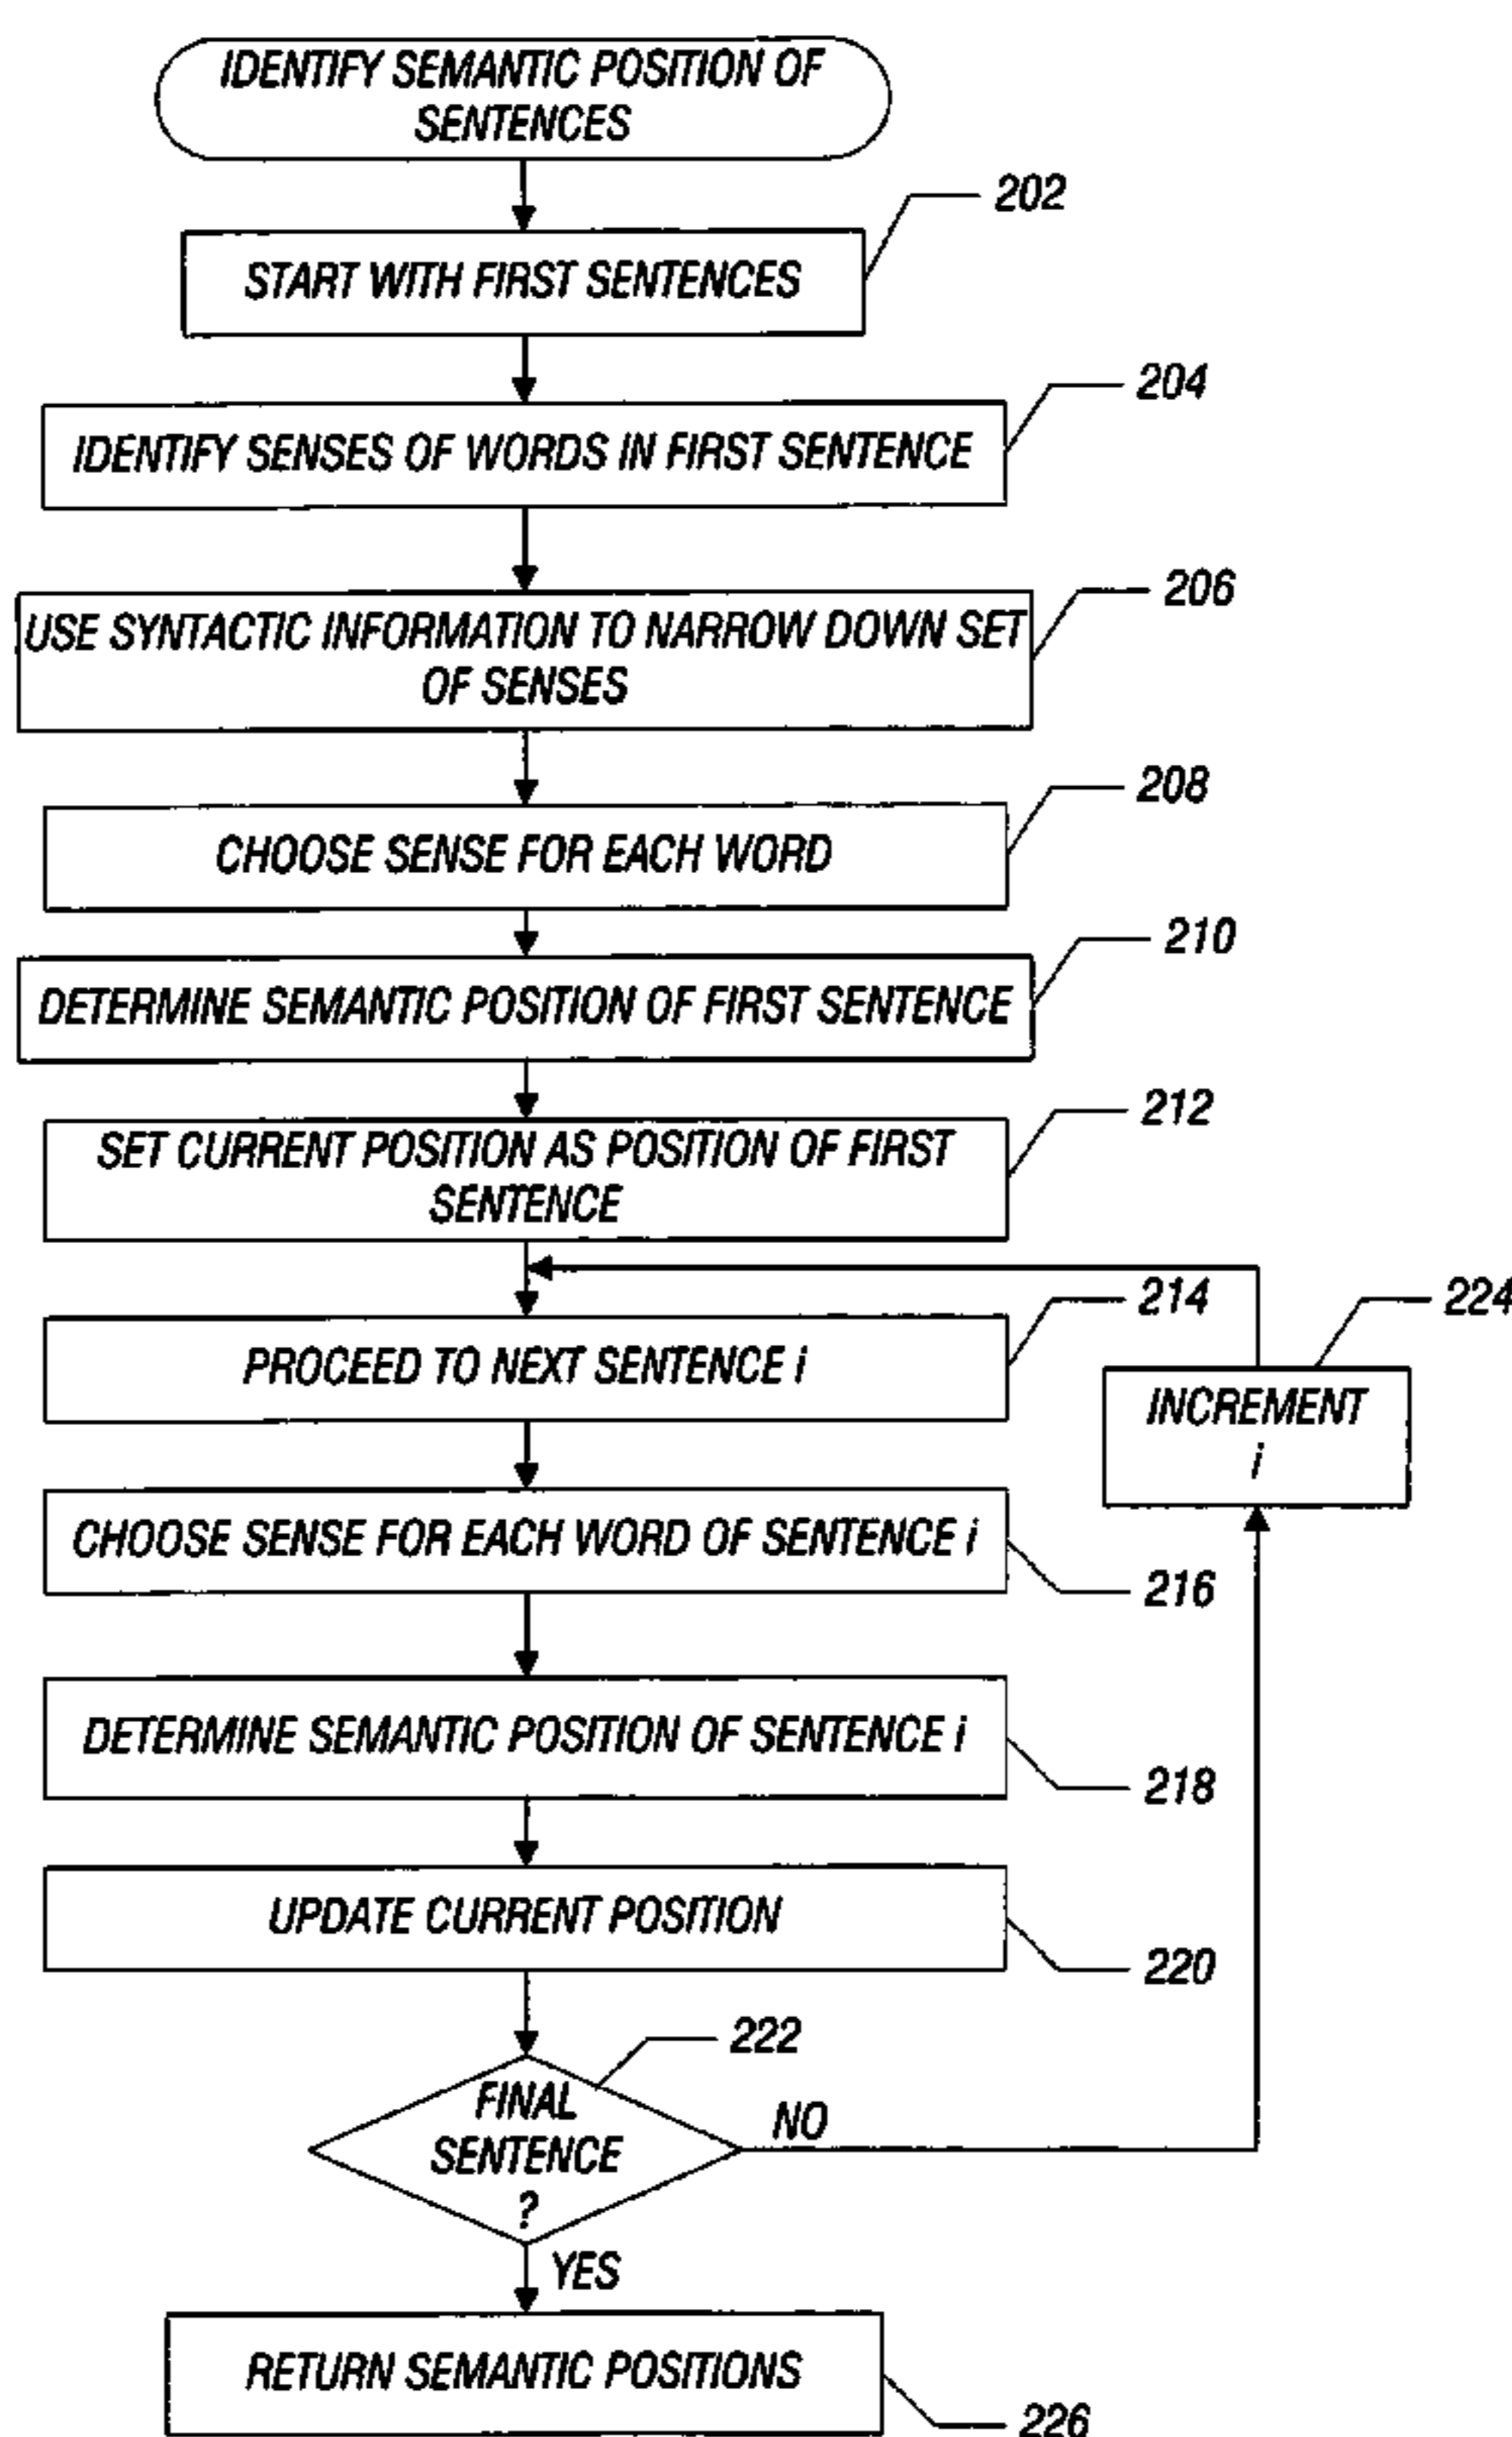 IDENTIFY SEMANTIC POSITION OF
SENTENCES
202
START WITH FIRST SENTENCES
204
IDENTIFY SENSES OF WORDS IN FIRST SENTENCE
206
USE SYNTACTIC INFORMATION TO NARROW DOWN SET
OF SENSES
208
CHOOSE SENSE FOR EACH WORD
210
DETERMINE SEMANTIC POSITION OF FIRST SENTENCE
212
SET CURRENT POSITION AS POSITION OF FIRST
SENTENCE
214
224
PROCEED TO NEXT SENTENCE i
INCREMENT
i
CHOOSE SENSE FOR EACH WORD OF SENTENCE i
216
DETERMINE SEMANTIC POSITION OF SENTENCE i
218
UPDATE CURRENT POSITION
220
222
FINAL
SENTENCE
?
NO
YES
RETURN SEMANTIC POSITIONS
226